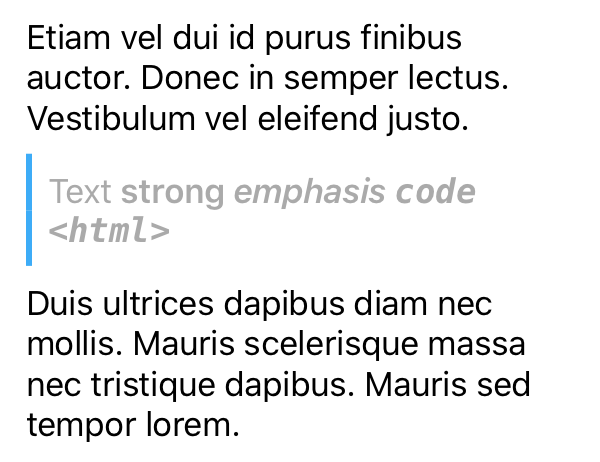 Etiam vel dui id purus finibus
auctor. Donec in semper lectus.
Vestibulum vel eleifend justo.
Text strong emphasis code
<html>
Duis ultrices dapibus diam nec
mollis. Mauris scelerisque massa
nec tristique dapibus. Mauris sed
tempor lorem.